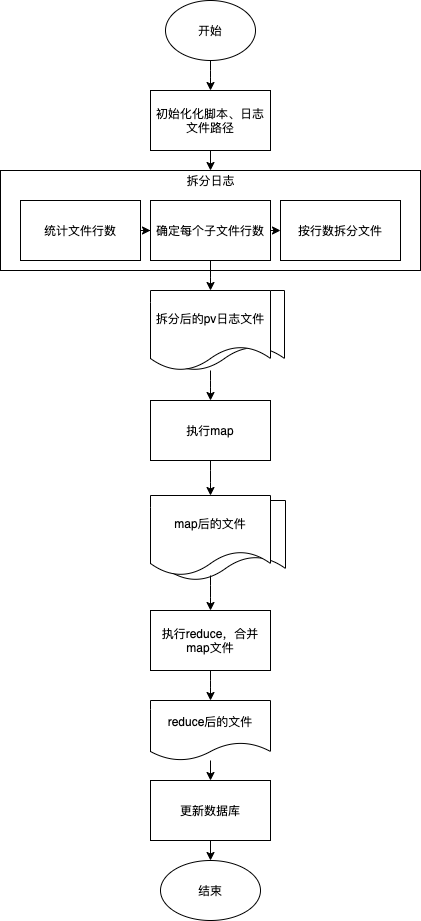 开始
初始化化脚本、日志
文件路径
拆分日志
统计文件行数
确定每个子文件行数
按行数拆分文件
拆分后的pv日志文件
执行map
map后的文件
执行reduce，合并
map文件
reduce后的文件
更新数据库
结束